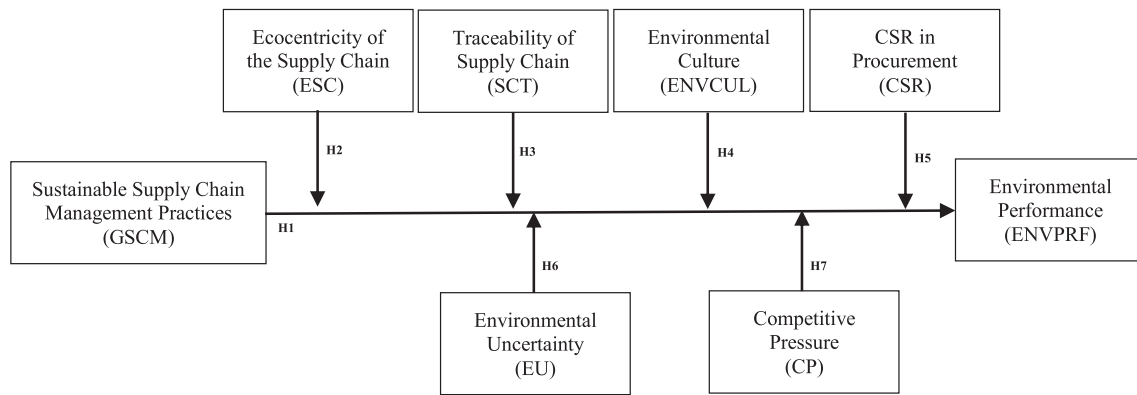 Ecocentricity of
the Supply Chain
(ESC)
Traceability of
Supply Chain
(SCT)
Environmental
Culture
(ENVCUL)
CSR in
Procurement
(CSR)
H2
H3
H4
H5
Sustainable Supply Chain
Management Practices
(GSCM)
H1
Environmental
Performance
(ENVPRF)
H6
H7
Environmental
Uncertainty
(EU)
Competitive
Pressure
(CP)